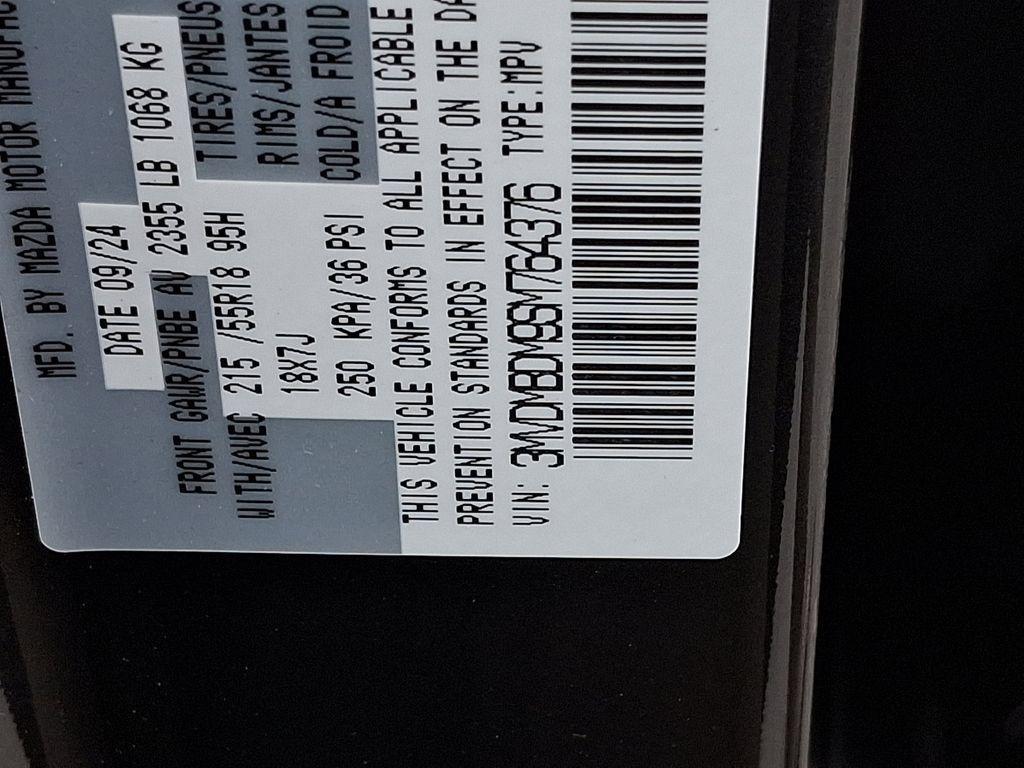 MFD. BY MAZDA MOTOR
DATE 09/24
FRONT GAWR/PNBE AV 2355 LB 1068 KG
WITH/AVEC 215 /55R18 95H TIRES/PNEUS
18X7J RIMS/JANTES
250 KPA/36 PSI COLD/A FROID
THIS VEHICLE CONFORMS TO ALL APPLICABLE
PREVENTION STANDARDS IN EFFECT ON THE
VIN: 3MVDMBDM9SM764376 TYPE:MPV